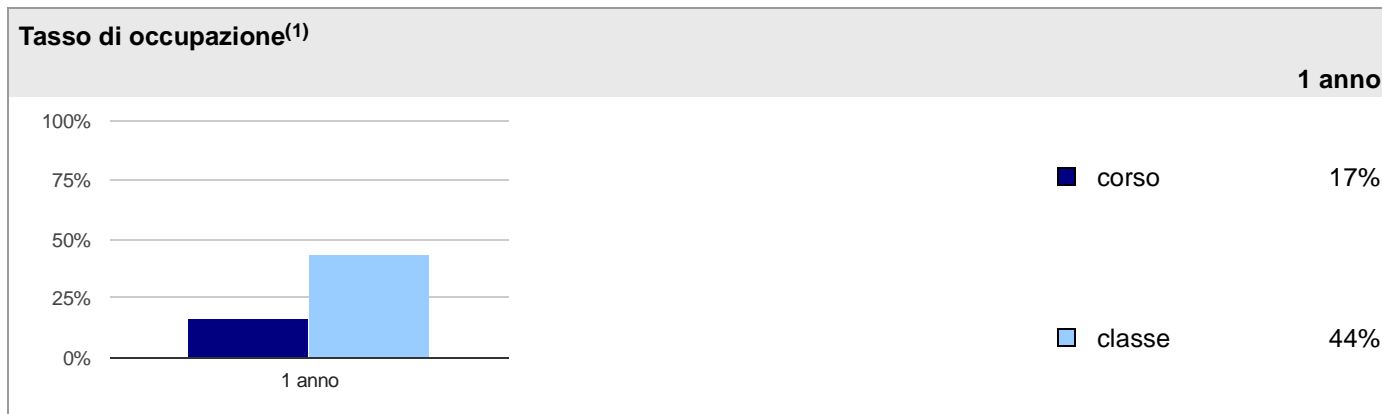 Tasso di occupazione(1)
1 anno
100%
75%
50%
25%
0%
1 anno
corso 17%
classe 44%